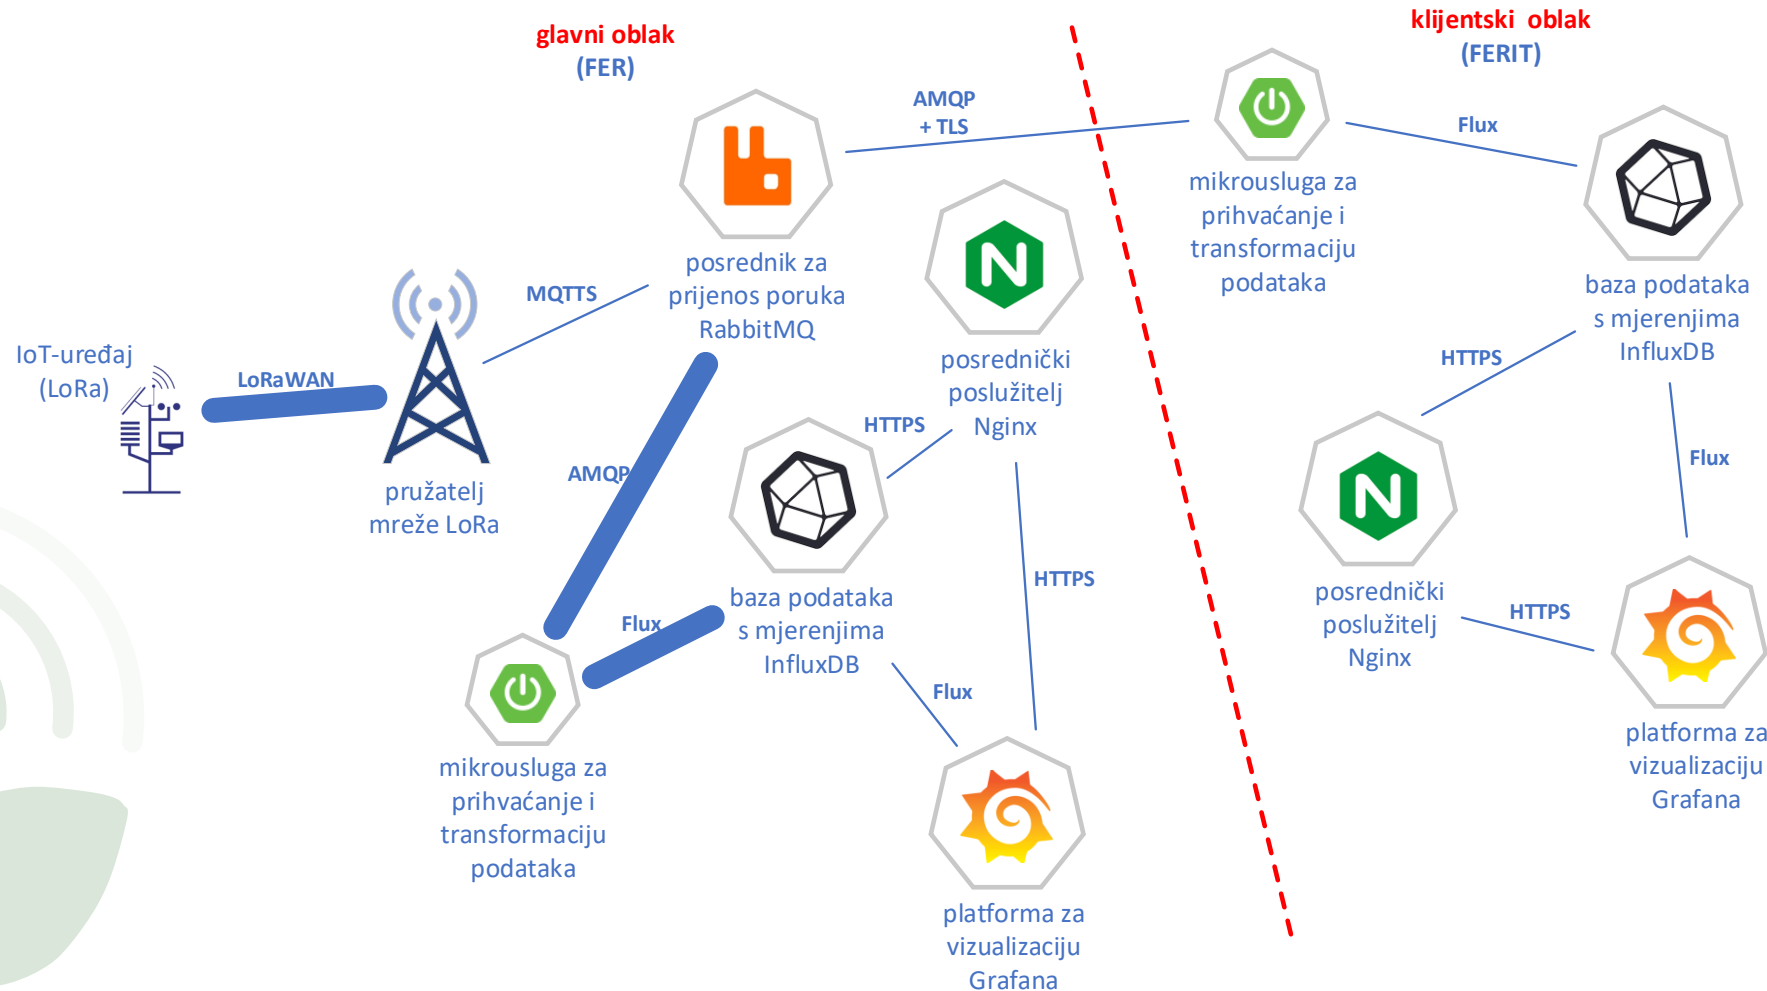 glavni oblak
(FER)
klijentski oblak
(FERIT)
AMQP
+ TLS
Flux
mikrousluga za
prihvaćanje i
transformaciju
podataka
posrednik za
prijenos poruka
RabbitMQ
MQTTS
baza podataka
s mjerenjima
InfluxDB
IoT-uređaj
(LoRa)
LoRaWAN
pružatelj
mreže LoRa
posrednički
poslužitelj
Nginx
HTTPS
HTTPS
AMQP
Flux
baza podataka
s mjerenjima
InfluxDB
HTTPS
Flux
Flux
posrednički
poslužitelj
Nginx
HTTPS
mikrousluga za
prihvaćanje i
transformaciju
podataka
platforma za
vizualizaciju
Grafana
platforma za
vizualizaciju
Grafana